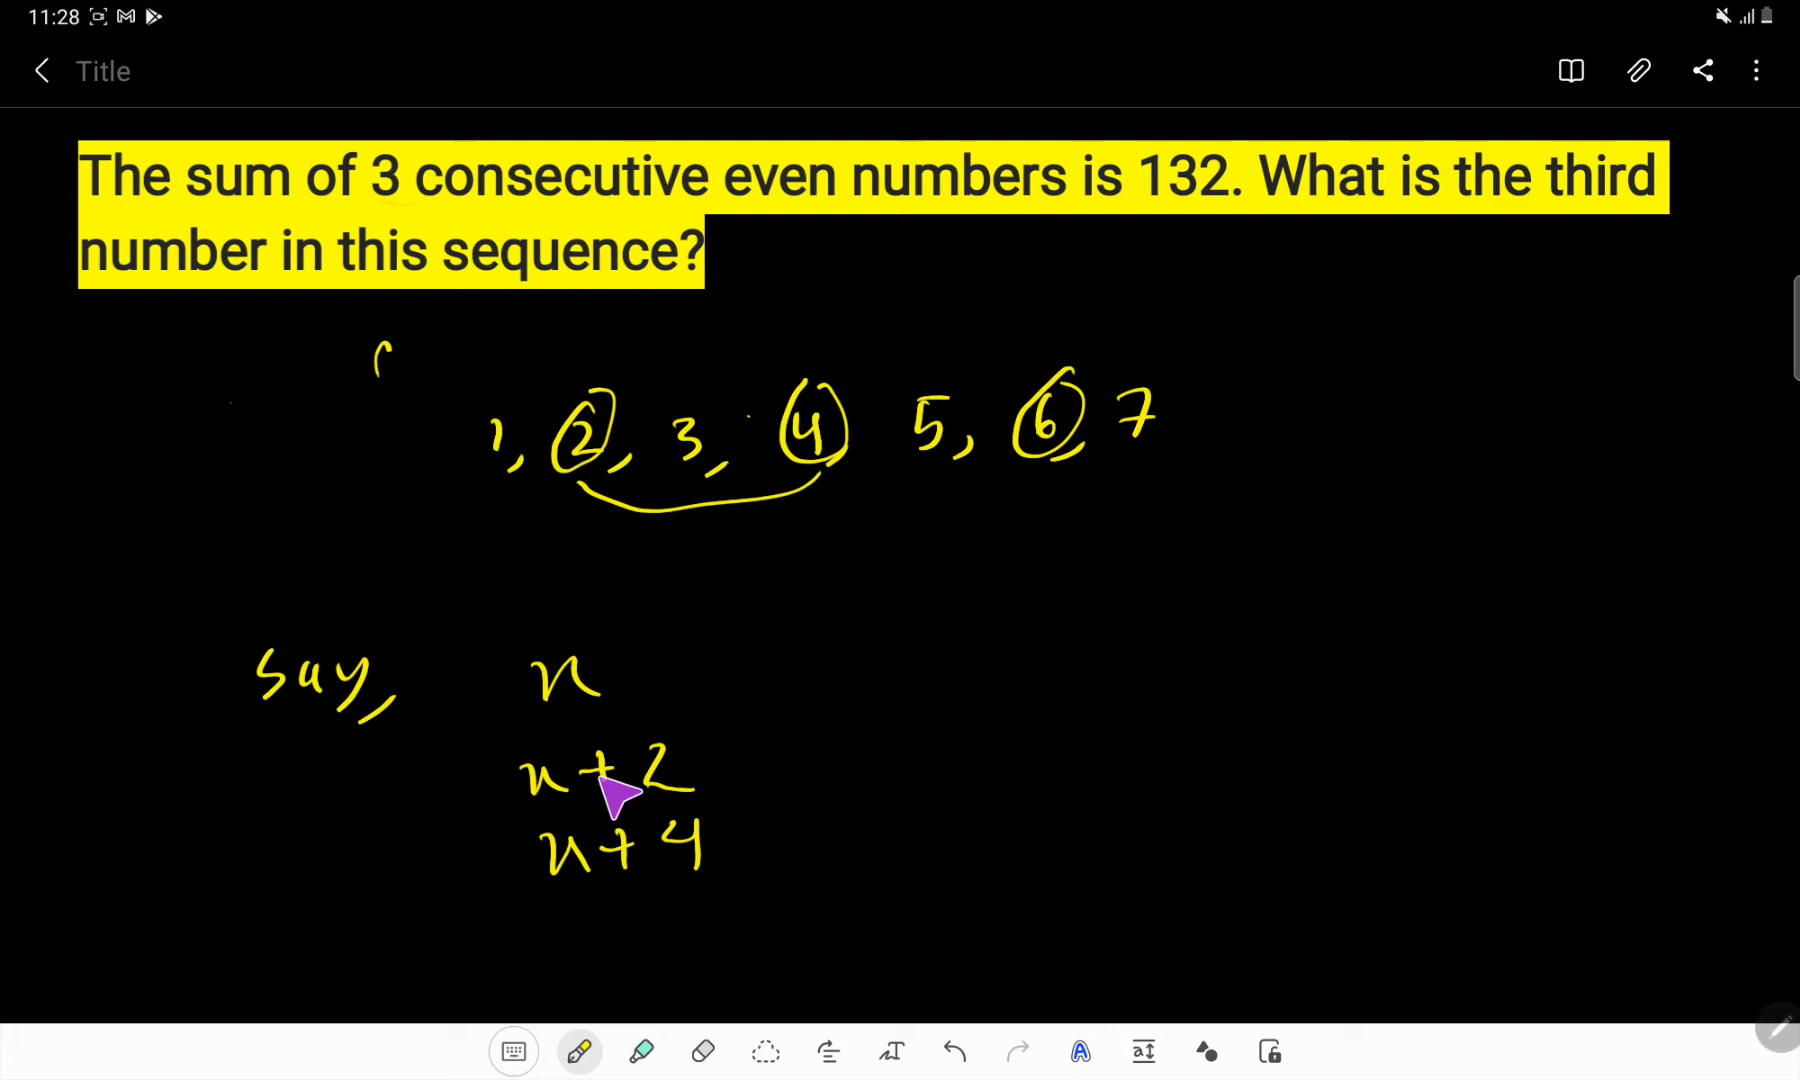 11:28
Title
The sum of 3 consecutive even numbers is 132. What is the third
number in this sequence?
1, 2, 3, 4, 5, 6, 7
say, x
x + 2
x + 4